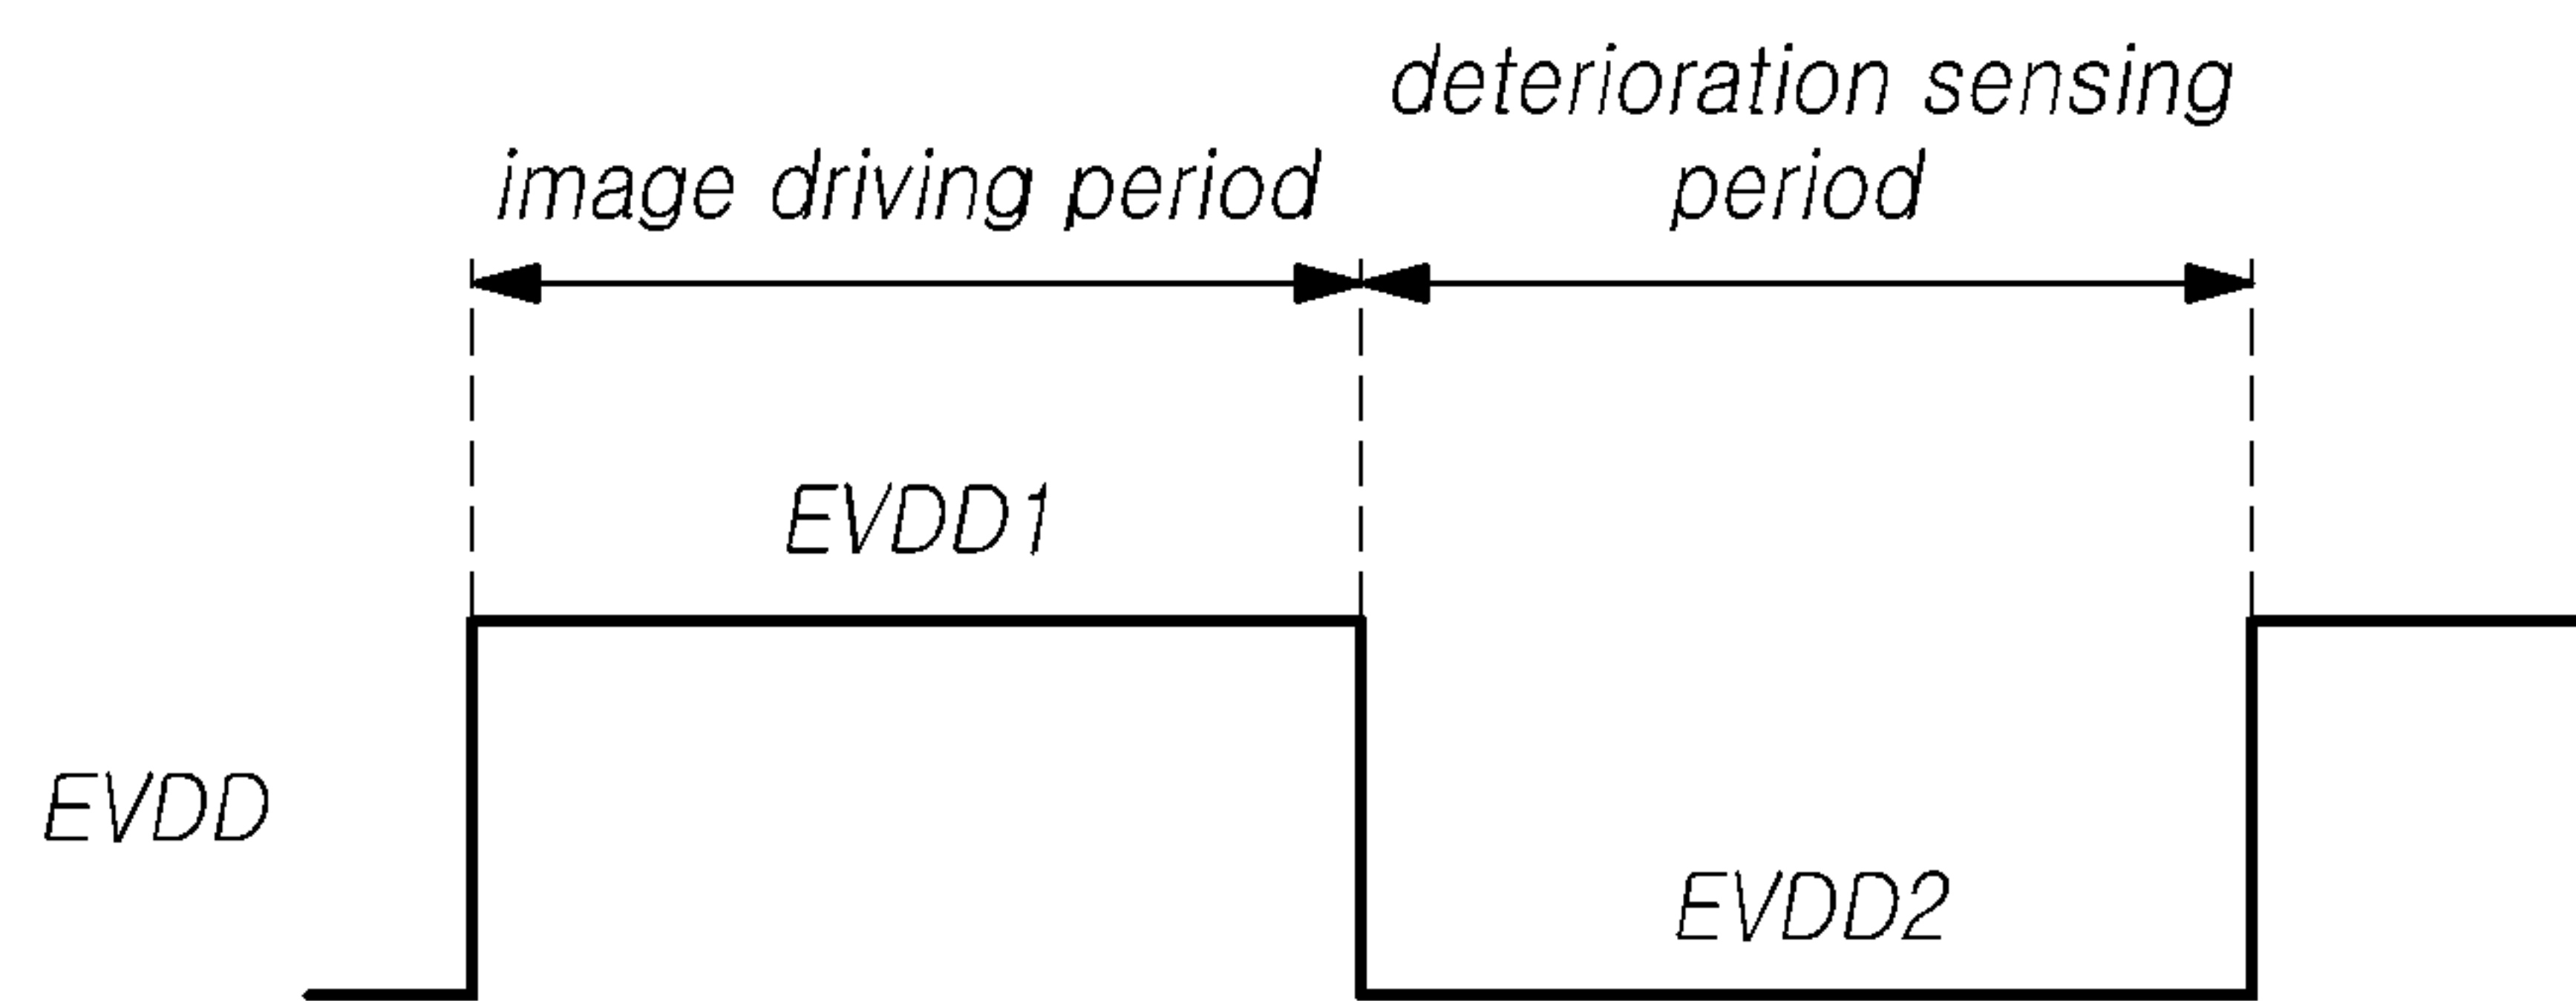 deterioration sensing
image driving period
period
EVDD1
EVDD
EVDD2